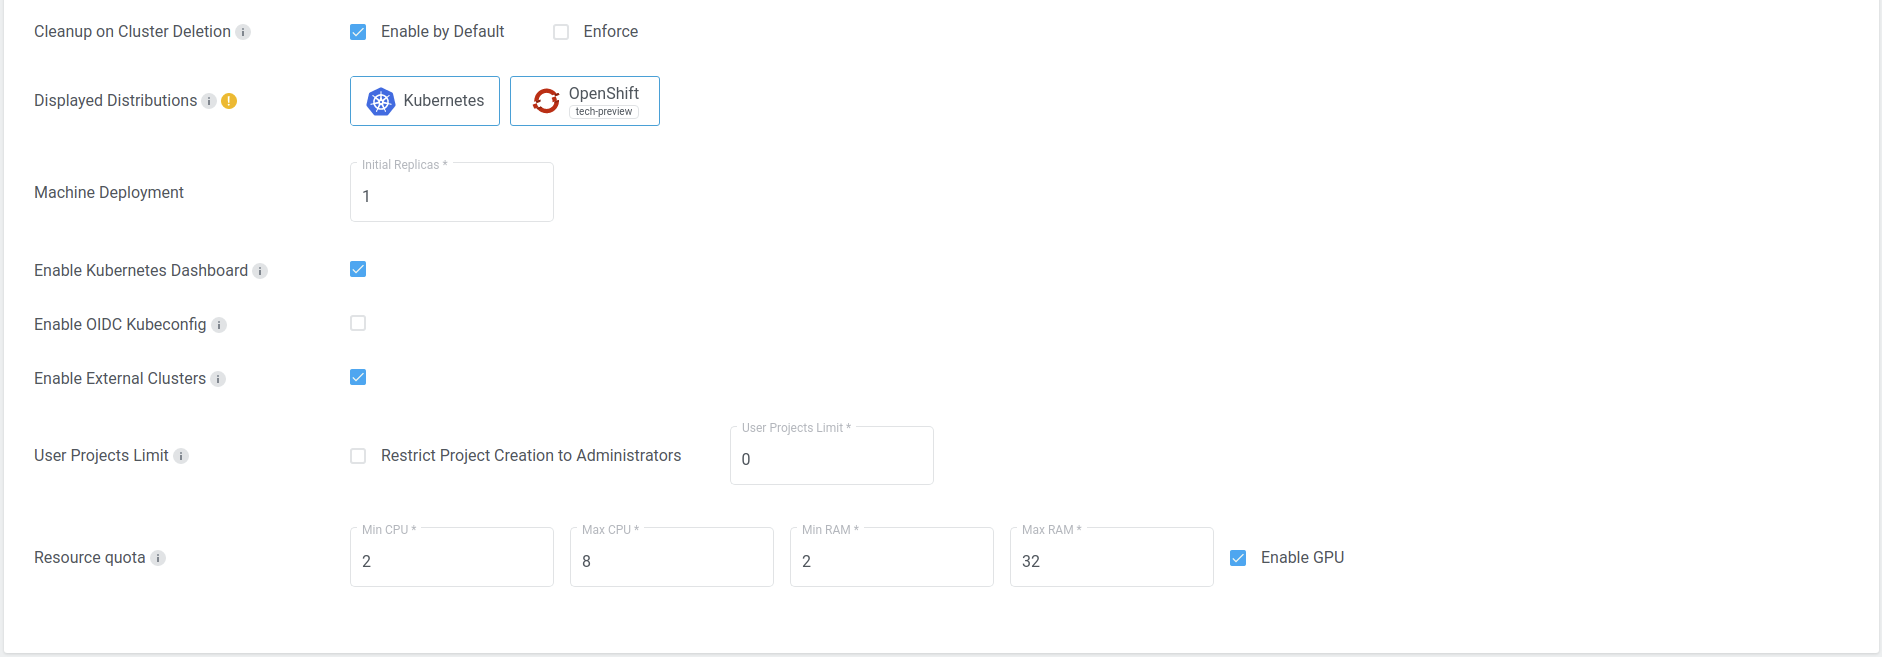 Cleanup on Cluster Deletion i Enable by Default Enforce
Displayed Distributions i ! Kubernetes OpenShift
tech-preview
Initial Replicas *
Machine Deployment 1
Enable Kubernetes Dashboard i
Enable OIDC Kubeconfig i
Enable External Clusters i
User Projects Limit *
User Projects Limit i Restrict Project Creation to Administrators 0
Min CPU * Max CPU * Min RAM * Max RAM *
Resource quota i 2 8 2 32 Enable GPU